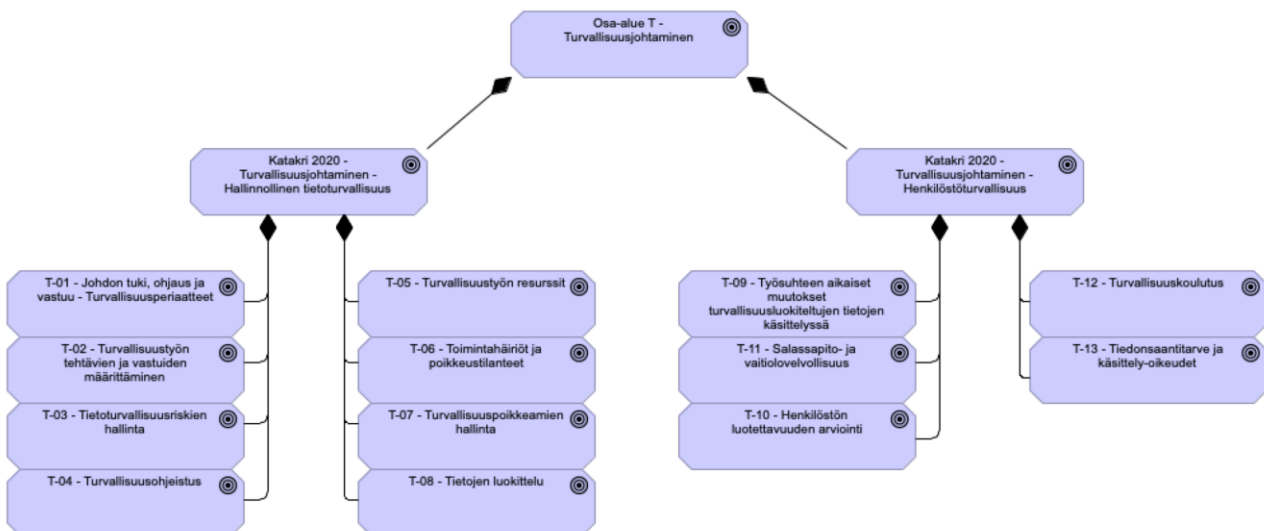 Osa-alue T -
Turvallisuusjohtaminen
Katakri 2020 -
Turvallisuusjohtaminen -
Hallinnollinen tietoturvallisuus
Katakri 2020 -
Turvallisuusjohtaminen -
Henkilöstöturvallisuus
T-01 - Johdon tuki, ohjaus ja
vastuu - Turvallisuusperiaatteet
T-02 - Turvallisuustyön
tehtävien ja vastuiden
määrittäminen
T-03 - Tietoturvallisuusriskien
hallinta
T-04 - Turvallisuusohjeistus
T-05 - Turvallisuustyön resurssit
T-06 - Toimintahäiriöt ja
poikkeustilanteet
T-07 - Turvallisuuspoikkeamien
hallinta
T-08 - Tietojen luokittelu
T-09 - Työsuhteen aikaiset
muutokset
turvallisuusluokiteltujen tietojen
käsittelyssä
T-11 - Salassapito- ja
vaitiolovelvollisuus
T-10 - Henkilöstön
luotettavuuden arviointi
T-12 - Turvallisuuskoulutus
T-13 - Tiedonsaantitarve ja
käsittely-oikeudet